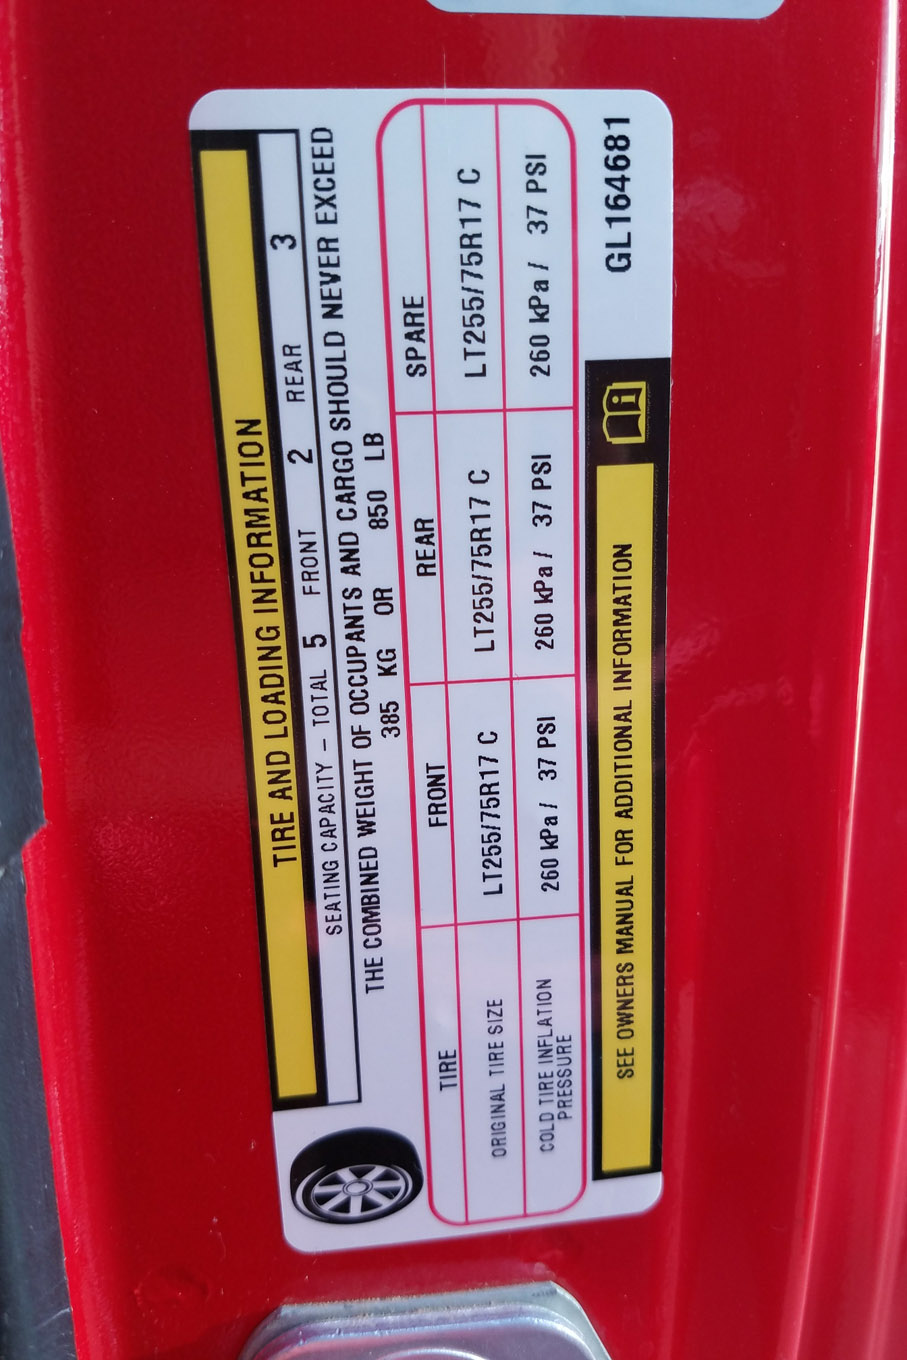 TIRE AND LOADING INFORMATION
SEATING CAPACITY – TOTAL 5 FRONT 2 REAR 3
THE COMBINED WEIGHT OF OCCUPANTS AND CARGO SHOULD NEVER EXCEED
385 KG OR 850 LB
TIRE FRONT REAR SPARE
ORIGINAL TIRE SIZE LT255/75R17 C LT255/75R17 C LT255/75R17 C
COLD TIRE INFLATION
PRESSURE 260 kPa / 37 PSI 260 kPa / 37 PSI 260 kPa / 37 PSI
SEE OWNERS MANUAL FOR ADDITIONAL INFORMATION
GL164681